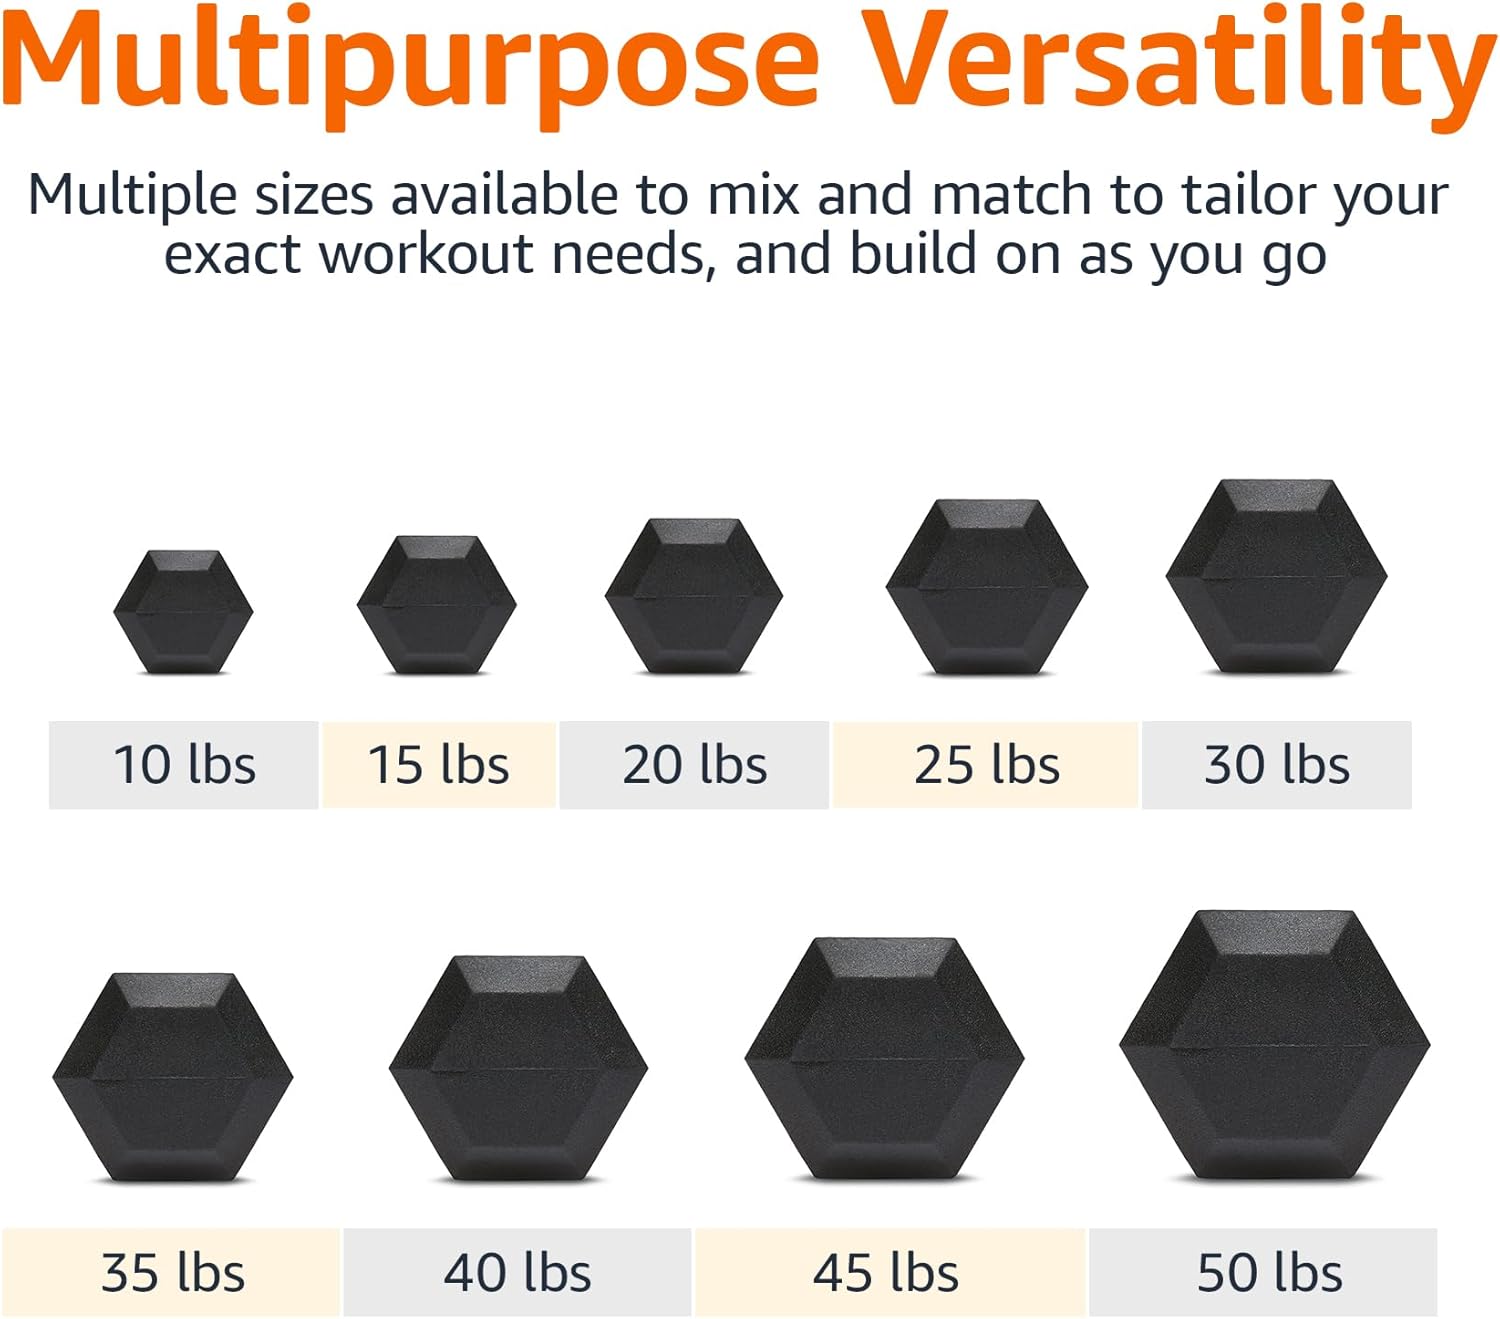 Multipurpose Versatility
Multiple sizes available to mix and match to tailor your
exact workout needs, and build on as you go
10 lbs
15 lbs
20 lbs
25 lbs
30 lbs
35 lbs
40 lbs
45 lbs
50 lbs